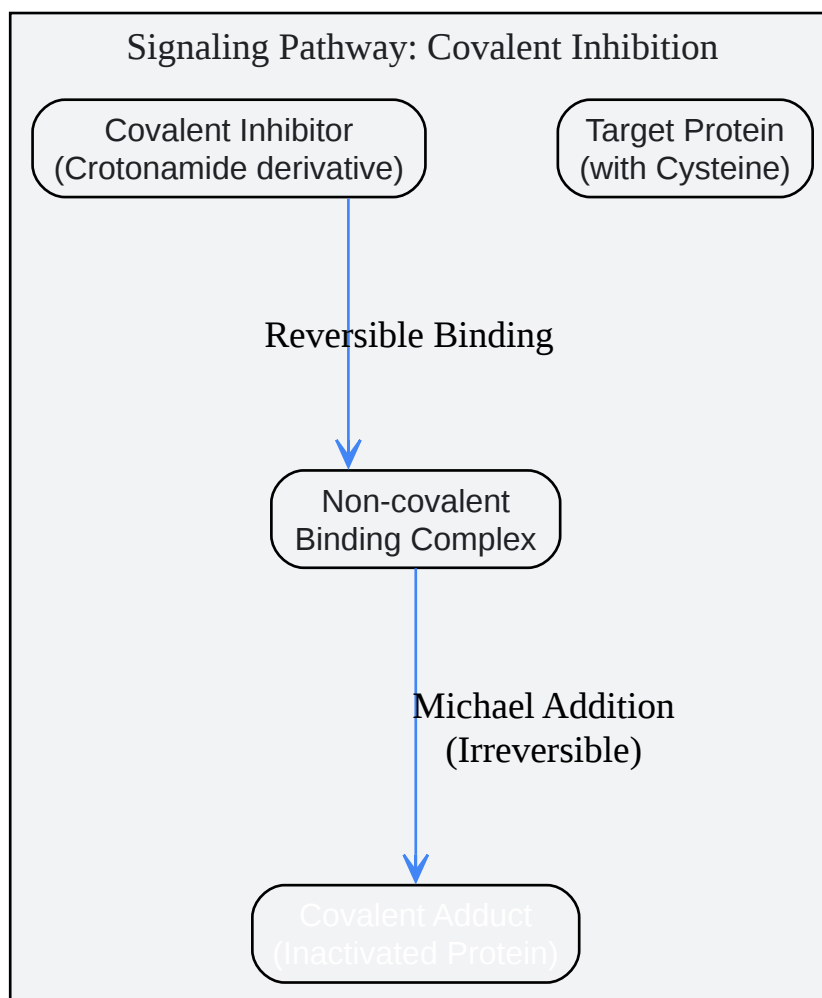 Signaling Pathway: Covalent Inhibition
Covalent Inhibitor
(Crotonamide derivative)
Target Protein
(with Cysteine)
Reversible Binding
Non-covalent
Binding Complex
Michael Addition
(Irreversible)
Covalent Adduct
(Inactivated Protein)